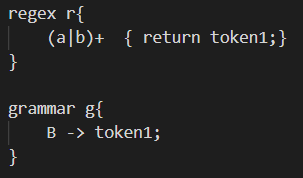 regex r{
    (a|b)+  { return token1;}
}

grammar g{
    B -> token1;
}